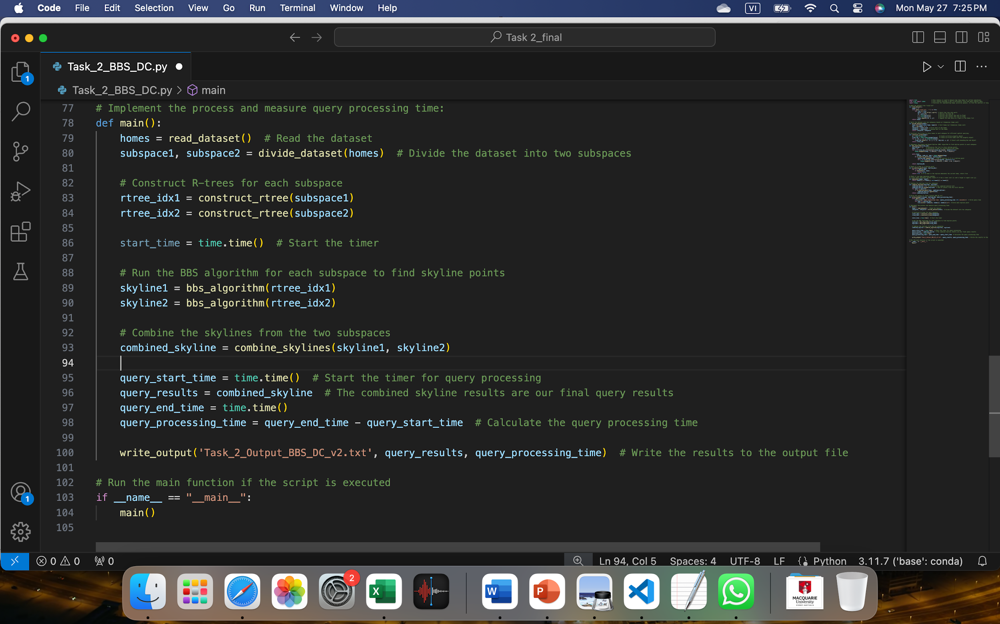 Code File Edit Selection View Go Run Terminal Window Help VI Mon May 27 7:25 PM
Task 2_final
Task_2_BBS_DC.py
Task_2_BBS_DC.py > main
1
77 # Implement the process and measure query processing time:
78 def main():
79 homes = read_dataset()  # Read the dataset
80 subspace1, subspace2 = divide_dataset(homes)  # Divide the dataset into two subspaces
81
82 # Construct R-trees for each subspace
83 rtree_idx1 = construct_rtree(subspace1)
84 rtree_idx2 = construct_rtree(subspace2)
85
86 start_time = time.time()  # Start the timer
87
88 # Run the BBS algorithm for each subspace to find skyline points
89 skyline1 = bbs_algorithm(rtree_idx1)
90 skyline2 = bbs_algorithm(rtree_idx2)
91
92 # Combine the skylines from the two subspaces
93 combined_skyline = combine_skylines(skyline1, skyline2)
94
95 query_start_time = time.time()  # Start the timer for query processing
96 query_results = combined_skyline  # The combined skyline results are our final query results
97 query_end_time = time.time()
98 query_processing_time = query_end_time - query_start_time  # Calculate the query processing time
99
100 write_output('Task_2_Output_BBS_DC_v2.txt', query_results, query_processing_time)  # Write the results to the output file
101
102 # Run the main function if the script is executed
103 if __name__ == "__main__":
104 main()
105
1
0 0 0 Ln 94, Col 5 Spaces: 4 UTF-8 LF Python 3.11.7 ('base': conda)
2
X
W
P
MACQUARIE
University